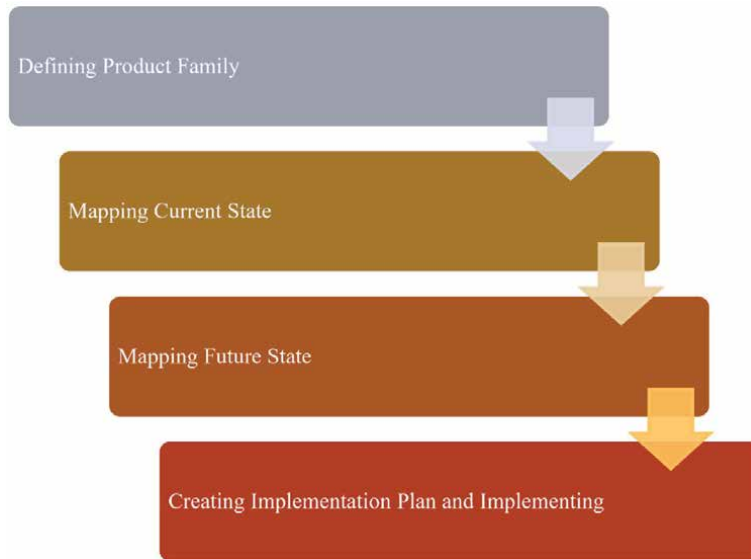 Defining Product Family
Mapping Current State
Mapping Future State
Creating Implementation Plan and Implementing